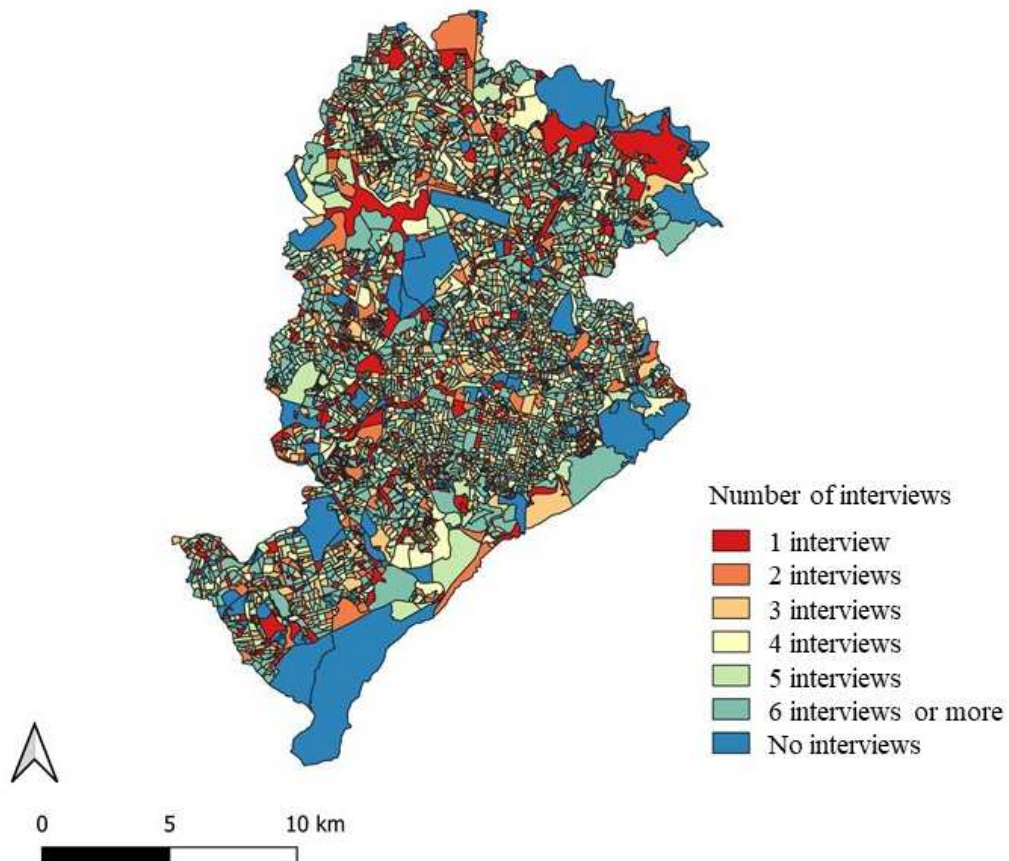 Number of interviews
1 interview
2 interviews
3 interviews
4 interviews
5 interviews
6 interviews or more
No interviews
0 5 10 km